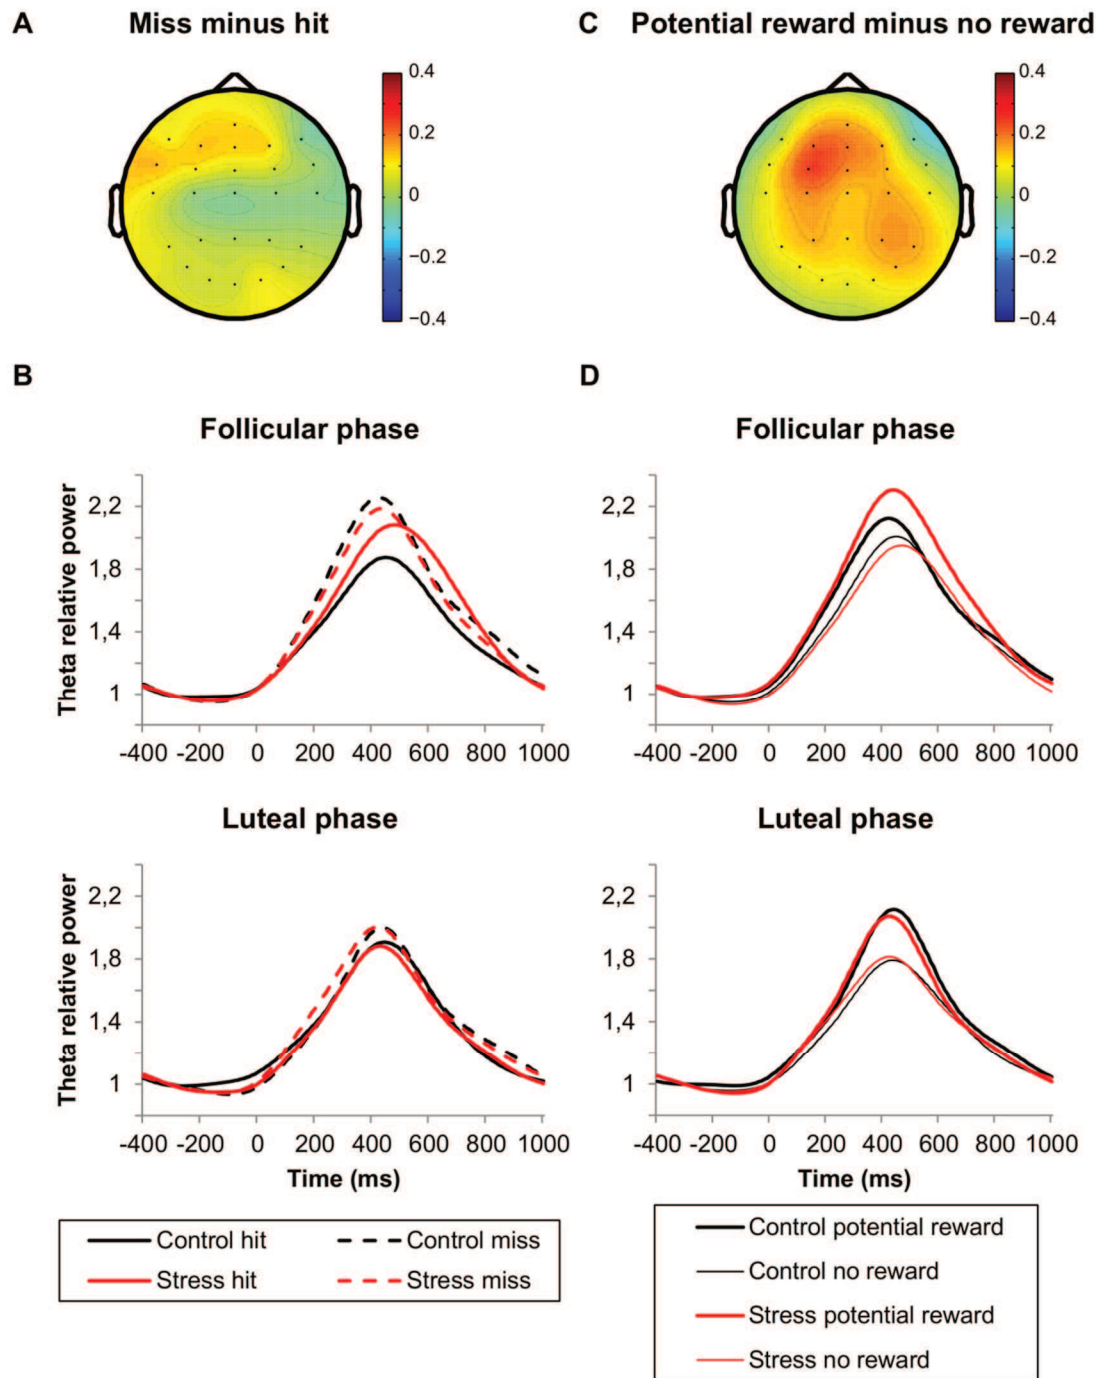 A Miss minus hit
C Potential reward minus no reward
0.4
0.2
0
−0.2
−0.4
0.4
0.2
0
−0.2
−0.4
B
D
Follicular phase
Theta relative power
2,2
1,8
1,4
1
-400 -200 0 200 400 600 800 1000
Follicular phase
2,2
1,8
1,4
1
-400 -200 0 200 400 600 800 1000
Luteal phase
Theta relative power
2,2
1,8
1,4
1
-400 -200 0 200 400 600 800 1000
Time (ms)
Luteal phase
2,2
1,8
1,4
1
-400 -200 0 200 400 600 800 1000
Time (ms)
Control hit Control miss
Stress hit Stress miss
Control potential reward
Control no reward
Stress potential reward
Stress no reward